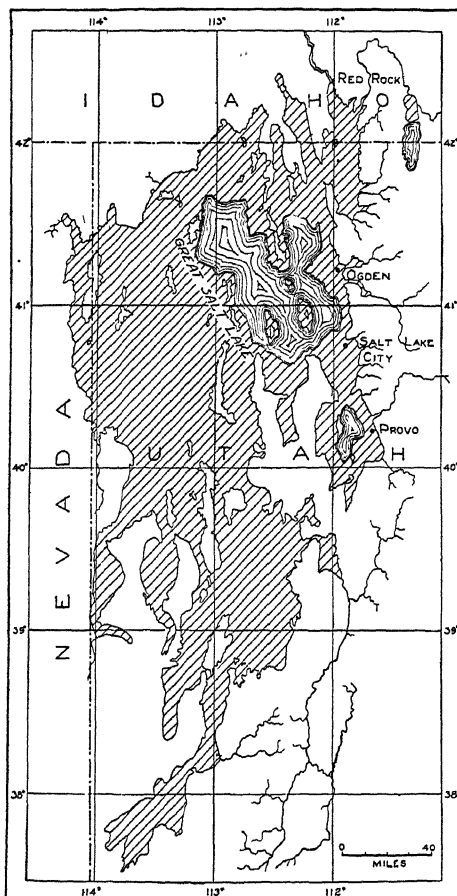 114° 113° 112°
RED ROCK
I D A H O
42° 42°
GREAT SALT LAKE
OGDEN
41° 41°
SALT LAKE
CITY
PROVO
NEVADA
U T A H
40° 40°
39° 39°
38° 38°
0 40
MILES
114° 113° 112°